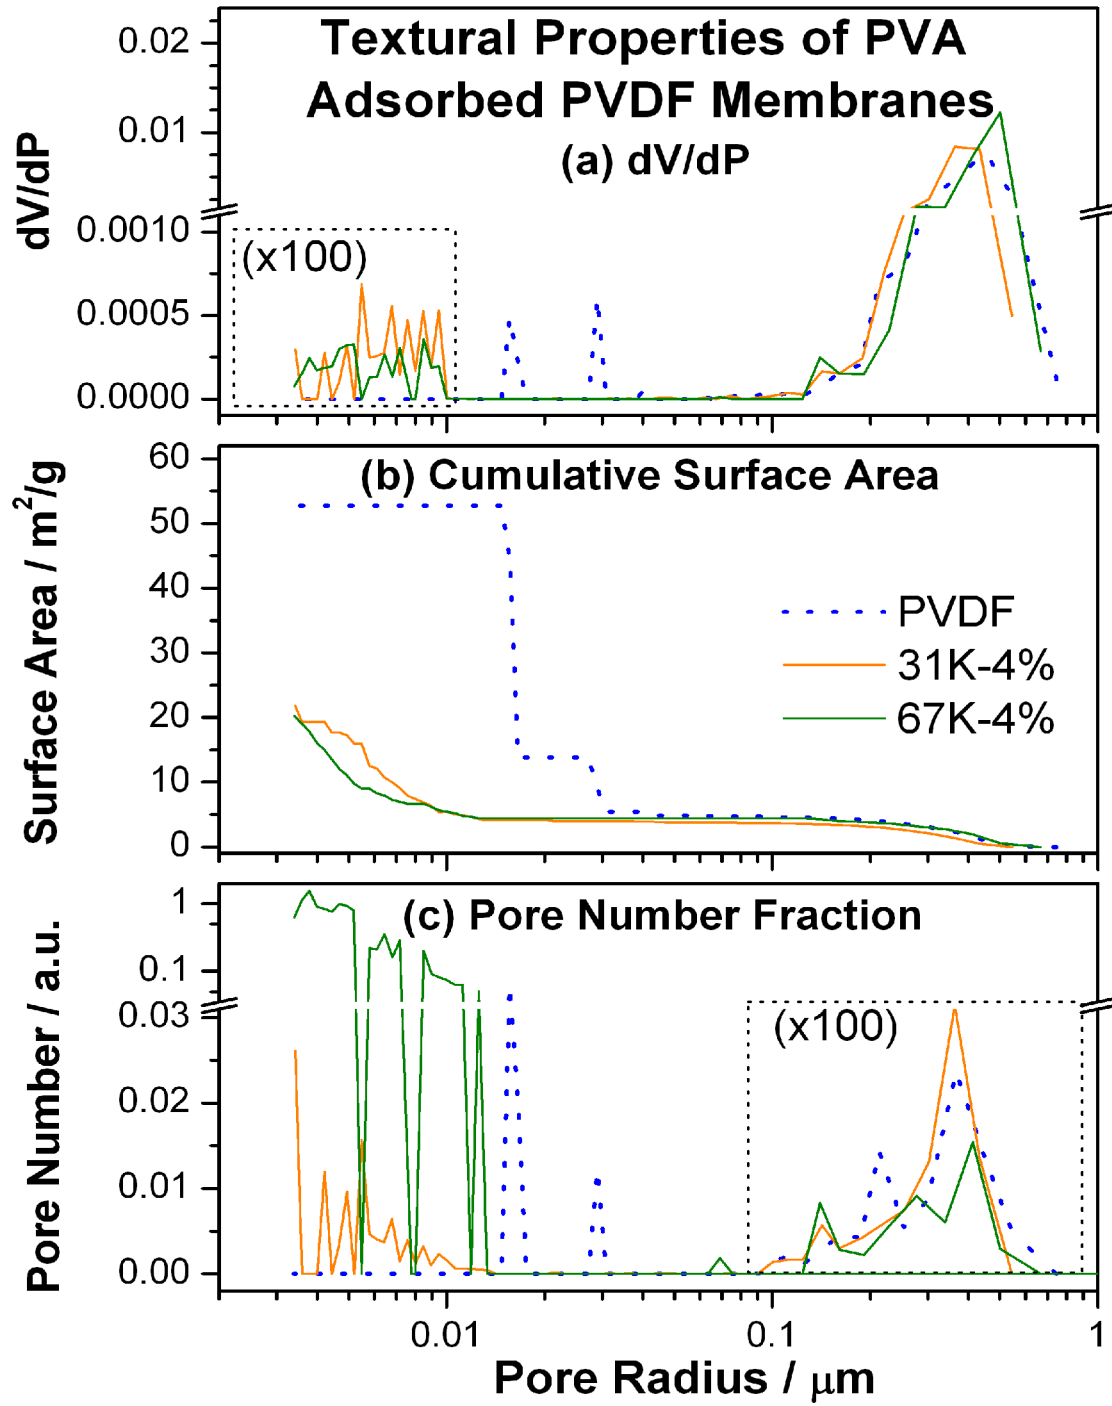 Textural Properties of PVA
Adsorbed PVDF Membranes
(a) dV/dP
dV/dP
0.02
0.01
0.0010
0.0005
0.0000
(x100)
(b) Cumulative Surface Area
Surface Area / m²/g
60
50
40
30
20
10
0
PVDF
31K-4%
67K-4%
(c) Pore Number Fraction
Pore Number / a.u.
1
0.1
0.03
0.02
0.01
0.00
(x100)
0.01
0.1
1
Pore Radius / μm